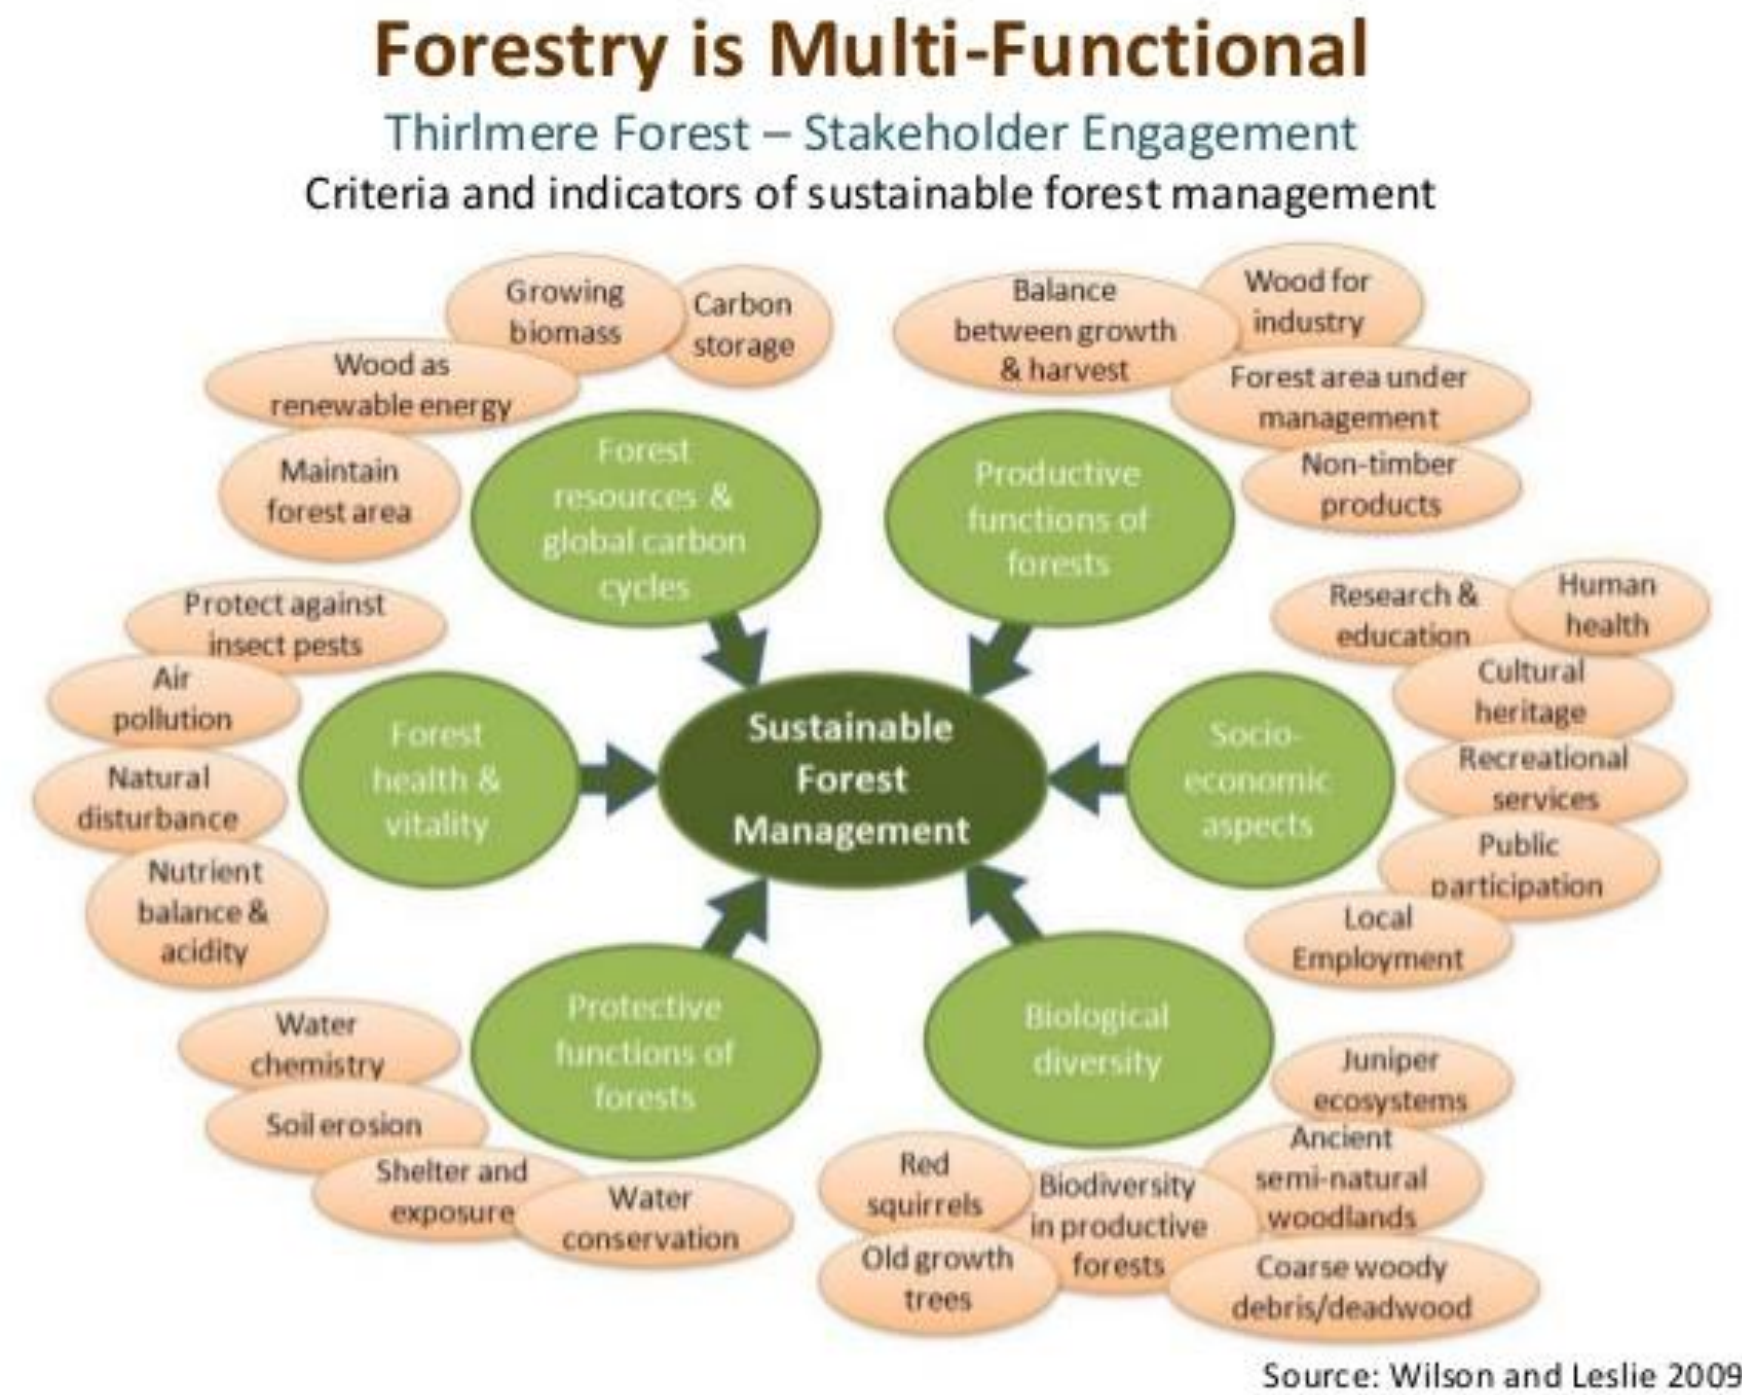 Forestry is Multi-Functional
Thirlmere Forest – Stakeholder Engagement
Criteria and indicators of sustainable forest management
Growing
biomass
Carbon
storage
Wood as
renewable energy
Maintain
forest area
Forest
resources &
global carbon
cycles
Balance
between growth
& harvest
Wood for
industry
Forest area under
management
Non-timber
products
Productive
functions of
forests
Protect against
insect pests
Air
pollution
Natural
disturbance
Nutrient
balance &
acidity
Forest
health &
vitality
Sustainable
Forest
Management
Socio-
economic
aspects
Research &
education
Human
health
Cultural
heritage
Recreational
services
Public
participation
Local
Employment
Protective
functions of
forests
Water
chemistry
Soil erosion
Shelter and
exposure
Water
conservation
Biological
diversity
Juniper
ecosystems
Ancient
semi-natural
woodlands
Red
squirrels
Biodiversity
in productive
forests
Old growth
trees
Coarse woody
debris/deadwood
Source: Wilson and Leslie 2009